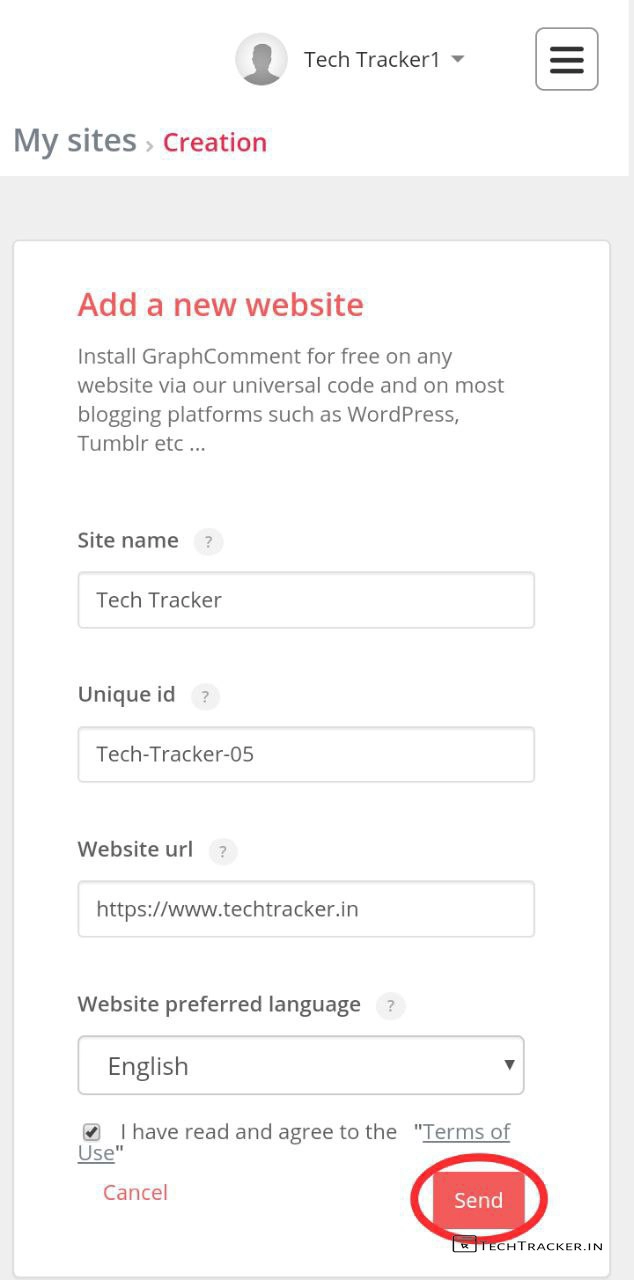 Tech Tracker1
My sites › Creation
Add a new website
Install GraphComment for free on any
website via our universal code and on most
blogging platforms such as WordPress,
Tumblr etc ...
Site name ?
Tech Tracker
Unique id ?
Tech-Tracker-05
Website url ?
https://www.techtracker.in
Website preferred language ?
English
I have read and agree to the "Terms of
Use"
Cancel
Send
TECHTRACKER.IN